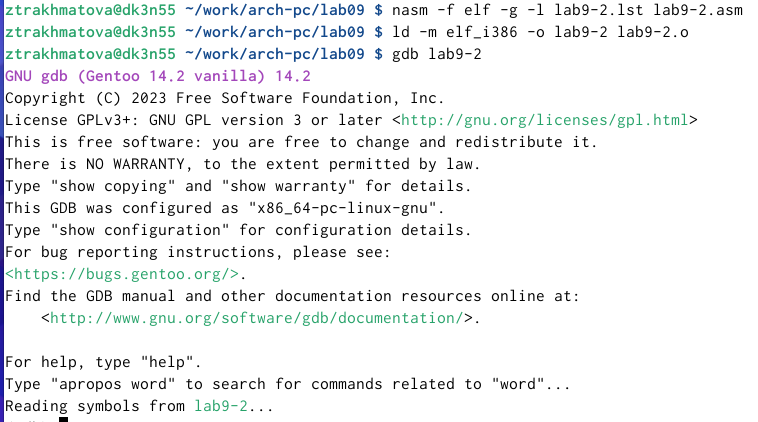 ztrakhmatova@dk3n55 ~/work/arch-pc/lab09 $ nasm -f elf -g -l lab9-2.lst lab9-2.asm
ztrakhmatova@dk3n55 ~/work/arch-pc/lab09 $ ld -m elf_i386 -o lab9-2 lab9-2.o
ztrakhmatova@dk3n55 ~/work/arch-pc/lab09 $ gdb lab9-2
GNU gdb (Gentoo 14.2 vanilla) 14.2
Copyright (C) 2023 Free Software Foundation, Inc.
License GPLv3+: GNU GPL version 3 or later <http://gnu.org/licenses/gpl.html>
This is free software: you are free to change and redistribute it.
There is NO WARRANTY, to the extent permitted by law.
Type "show copying" and "show warranty" for details.
This GDB was configured as "x86_64-pc-linux-gnu".
Type "show configuration" for configuration details.
For bug reporting instructions, please see:
<https://bugs.gentoo.org/>.
Find the GDB manual and other documentation resources online at:
    <http://www.gnu.org/software/gdb/documentation/>.

For help, type "help".
Type "apropos word" to search for commands related to "word"...
Reading symbols from lab9-2...